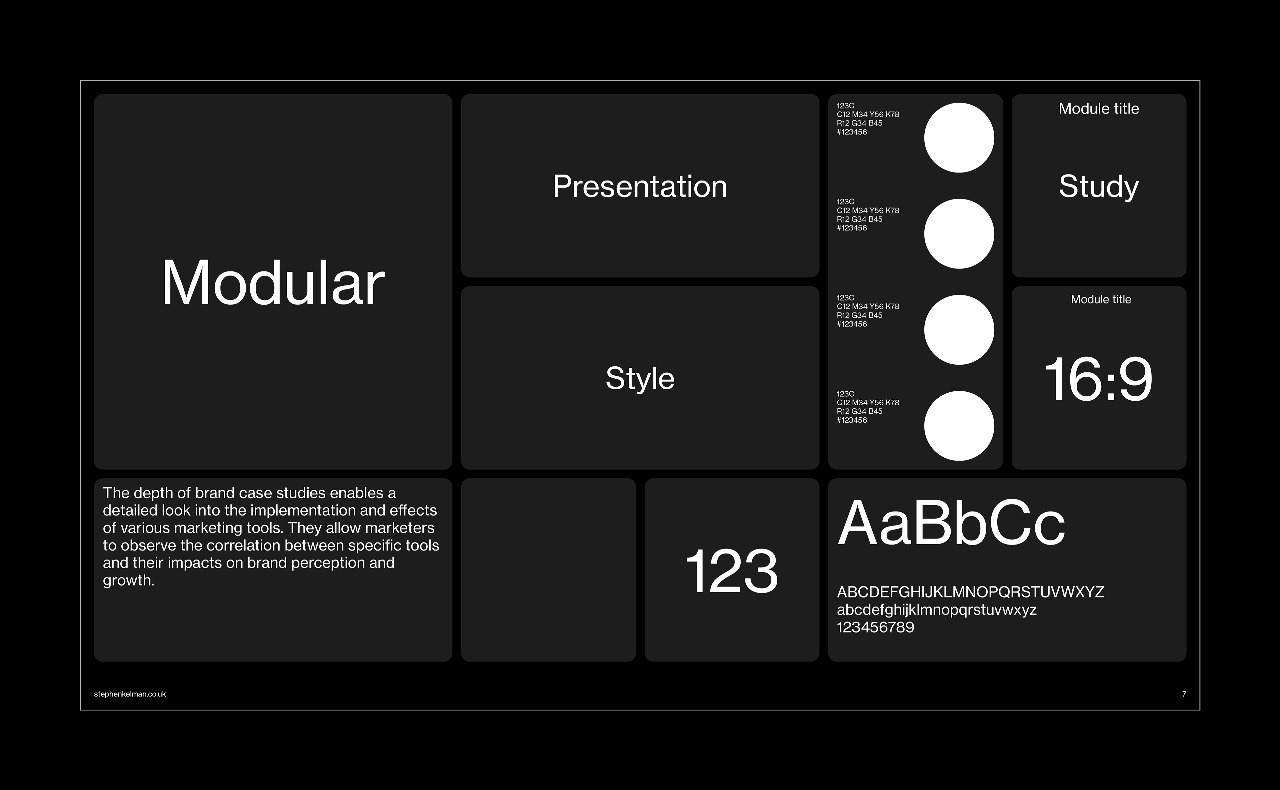 Modular
Presentation
Style
123C
C12 M34 Y56 K78
R12 G34 B45
#123456
123C
C12 M34 Y56 K78
R12 G34 B45
#123456
123C
C12 M34 Y56 K78
R12 G34 B45
#123456
123C
C12 M34 Y56 K78
R12 G34 B45
#123456
Module title
Study
Module title
16:9
The depth of brand case studies enables a
detailed look into the implementation and effects
of various marketing tools. They allow marketers
to observe the correlation between specific tools
and their impacts on brand perception and
growth.
123
AaBbCc
ABCDEFGHIJKLMNOPQRSTUVWXYZ
abcdefghijklmnopqrstuvwxyz
123456789
stephenkelman.co.uk
7